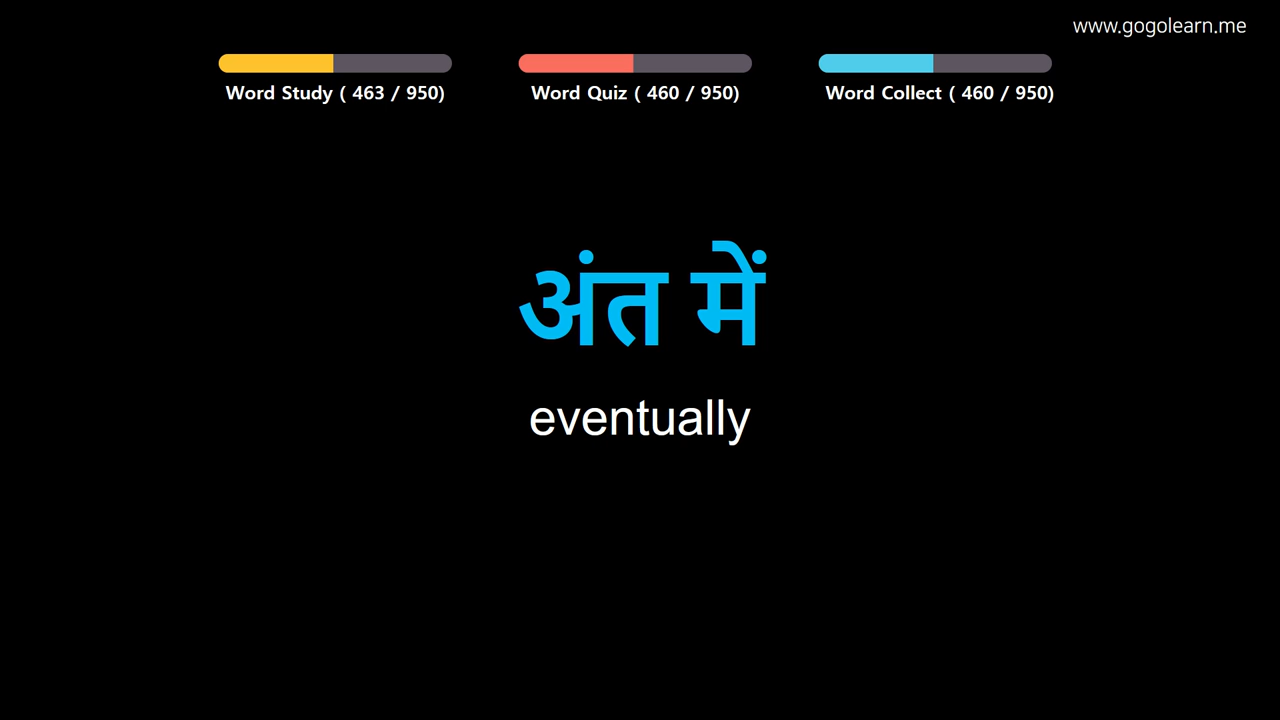 www.gogolearn.me
Word Study ( 463 / 950)
Word Quiz ( 460 / 950)
Word Collect ( 460 / 950)
अंत में
eventually